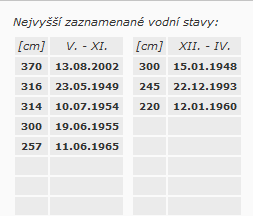 Nejvyšší zaznamenané vodní stavy:
[cm] V. - XI. [cm] XII. - IV.
370 13.08.2002 300 15.01.1948
316 23.05.1949 245 22.12.1993
314 10.07.1954 220 12.01.1960
300 19.06.1955
257 11.06.1965